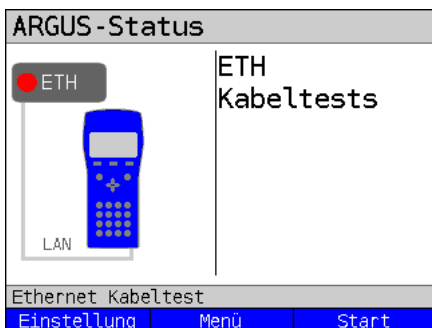 ARGUS-Status
ETH
ETH
Kabeltests
LAN
Ethernet Kabeltest
Einstellung Menü Start